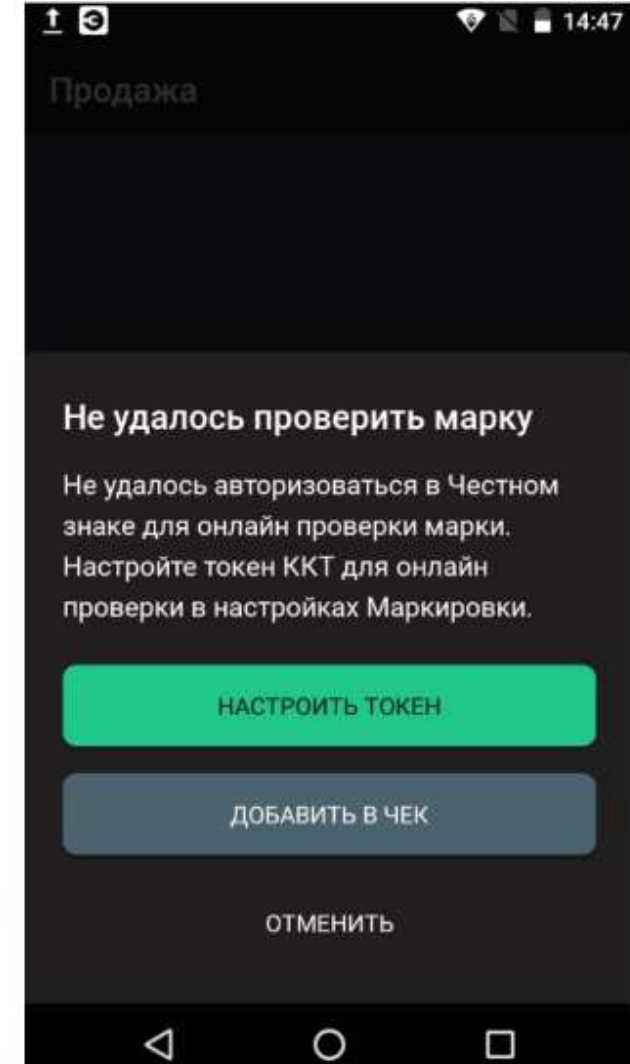 14:47
Продажа
Не удалось проверить марку
Не удалось авторизоваться в Честном
знаке для онлайн проверки марки.
Настройте токен ККТ для онлайн
проверки в настройках Маркировки.
НАСТРОИТЬ ТОКЕН
ДОБАВИТЬ В ЧЕК
ОТМЕНИТЬ